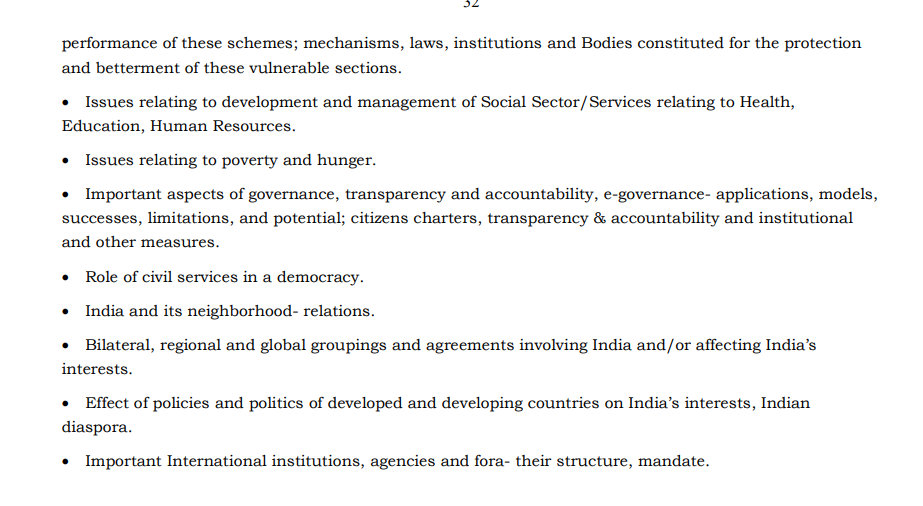 32
performance of these schemes; mechanisms, laws, institutions and Bodies constituted for the protection
and betterment of these vulnerable sections.
• Issues relating to development and management of Social Sector/Services relating to Health,
Education, Human Resources.
• Issues relating to poverty and hunger.
• Important aspects of governance, transparency and accountability, e-governance- applications, models,
successes, limitations, and potential; citizens charters, transparency & accountability and institutional
and other measures.
• Role of civil services in a democracy.
• India and its neighborhood- relations.
• Bilateral, regional and global groupings and agreements involving India and/or affecting India’s
interests.
• Effect of policies and politics of developed and developing countries on India’s interests, Indian
diaspora.
• Important International institutions, agencies and fora- their structure, mandate.